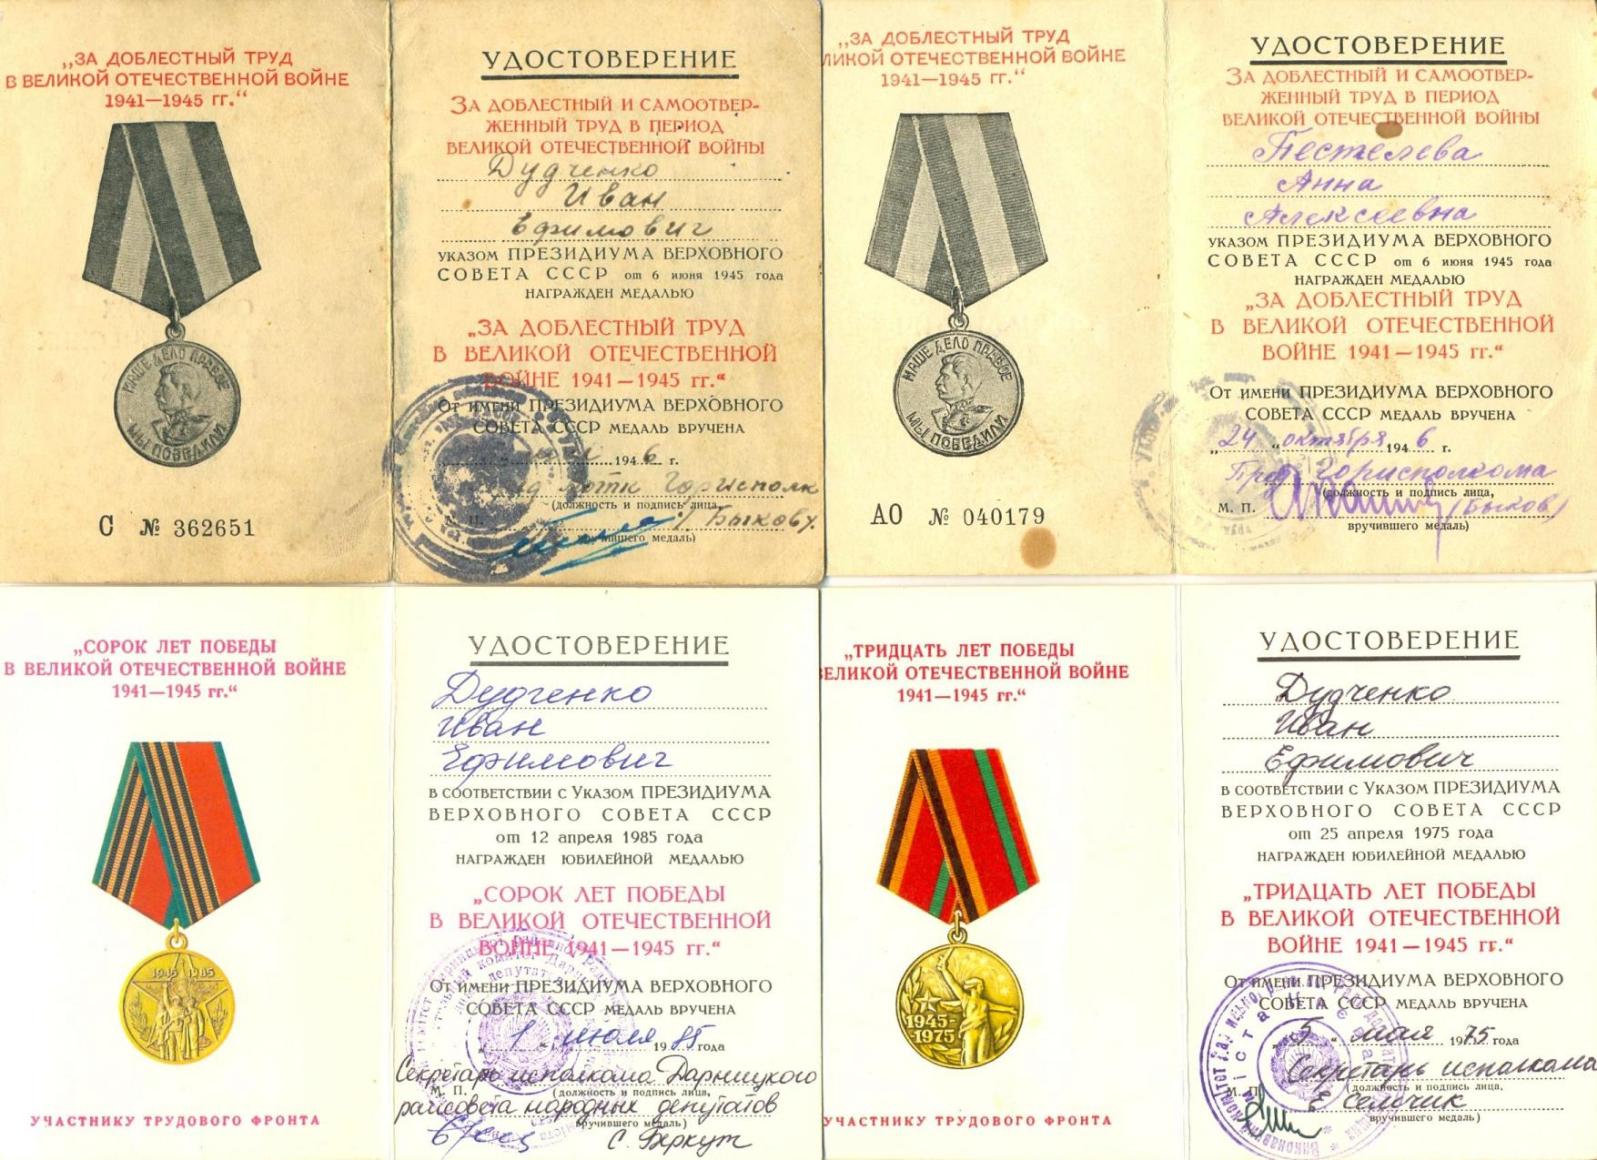 „ЗА ДОБЛЕСТНЫЙ ТРУД
В ВЕЛИКОЙ ОТЕЧЕСТВЕННОЙ ВОЙНЕ
1941—1945 гг.“
НАШЕ ДЕЛО ПРАВОЕ
МЫ ПОБЕДИЛИ
С № 362651
УДОСТОВЕРЕНИЕ
ЗА ДОБЛЕСТНЫЙ И САМООТВЕР-
ЖЕННЫЙ ТРУД В ПЕРИОД
ВЕЛИКОЙ ОТЕЧЕСТВЕННОЙ ВОЙНЫ
Дудченко
Иван
Ефимович
УКАЗОМ ПРЕЗИДИУМА ВЕРХОВНОГО
СОВЕТА СССР от 6 июня 1945 года
НАГРАЖДЕН МЕДАЛЬЮ
„ЗА ДОБЛЕСТНЫЙ ТРУД
В ВЕЛИКОЙ ОТЕЧЕСТВЕННОЙ
ВОЙНЕ 1941—1945 гг.“
От имени ПРЕЗИДИУМА ВЕРХОВНОГО
СОВЕТА СССР МЕДАЛЬ ВРУЧЕНА
1946 г.
Горисполк
(должность и подпись лица,
М. П. /Быков/
вручившего медаль)
„ЗА ДОБЛЕСТНЫЙ ТРУД
ЛИКОЙ ОТЕЧЕСТВЕННОЙ ВОЙНЕ
1941—1945 гг.“
НАШЕ ДЕЛО ПРАВОЕ
МЫ ПОБЕДИЛИ
АО № 040179
УДОСТОВЕРЕНИЕ
ЗА ДОБЛЕСТНЫЙ И САМООТВЕР-
ЖЕННЫЙ ТРУД В ПЕРИОД
ВЕЛИКОЙ ОТЕЧЕСТВЕННОЙ ВОЙНЫ
Пестелева
Анна
Алексеевна
УКАЗОМ ПРЕЗИДИУМА ВЕРХОВНОГО
СОВЕТА СССР от 6 июня 1945 года
НАГРАЖДЕН МЕДАЛЬЮ
„ЗА ДОБЛЕСТНЫЙ ТРУД
В ВЕЛИКОЙ ОТЕЧЕСТВЕННОЙ
ВОЙНЕ 1941—1945 гг.“
От имени ПРЕЗИДИУМА ВЕРХОВНОГО
СОВЕТА СССР МЕДАЛЬ ВРУЧЕНА
„24 октября 1946 г.
Пред Горисполкома
(должность и подпись лица,
М. П. (Быков)
вручившего медаль)
„СОРОК ЛЕТ ПОБЕДЫ
В ВЕЛИКОЙ ОТЕЧЕСТВЕННОЙ ВОЙНЕ
1941—1945 гг.“
1945 1985
УЧАСТНИКУ ТРУДОВОГО ФРОНТА
УДОСТОВЕРЕНИЕ
Дудченко
Иван
Ефимович
В СООТВЕТСТВИИ С УКАЗОМ ПРЕЗИДИУМА
ВЕРХОВНОГО СОВЕТА СССР
от 12 апреля 1985 года
НАГРАЖДЕН ЮБИЛЕЙНОЙ МЕДАЛЬЮ
„СОРОК ЛЕТ ПОБЕДЫ
В ВЕЛИКОЙ ОТЕЧЕСТВЕННОЙ
ВОЙНЕ 1941—1945 гг.“
От имени ПРЕЗИДИУМА ВЕРХОВНОГО
СОВЕТА СССР МЕДАЛЬ ВРУЧЕНА
„1“ июля 1985 года
Секретарь исполкома Дарницкого
М. П. (должность и подпись лица,
райсовета народных депутатов
вручившего медаль)
С. Беркут
„ТРИДЦАТЬ ЛЕТ ПОБЕДЫ
ВЕЛИКОЙ ОТЕЧЕСТВЕННОЙ ВОЙНЕ
1941—1945 гг.“
1945-
-1975
УЧАСТНИКУ ТРУДОВОГО ФРОНТА
УДОСТОВЕРЕНИЕ
Дудченко
Иван
Ефимович
В СООТВЕТСТВИИ С УКАЗОМ ПРЕЗИДИУМА
ВЕРХОВНОГО СОВЕТА СССР
от 25 апреля 1975 года
НАГРАЖДЕН ЮБИЛЕЙНОЙ МЕДАЛЬЮ
„ТРИДЦАТЬ ЛЕТ ПОБЕДЫ
В ВЕЛИКОЙ ОТЕЧЕСТВЕННОЙ
ВОЙНЕ 1941—1945 гг.“
От имени ПРЕЗИДИУМА ВЕРХОВНОГО
СОВЕТА СССР МЕДАЛЬ ВРУЧЕНА
„5“ мая 1975 года
Секретарь исполкома
М. П. (должность и подпись лица,
вручившего медаль)